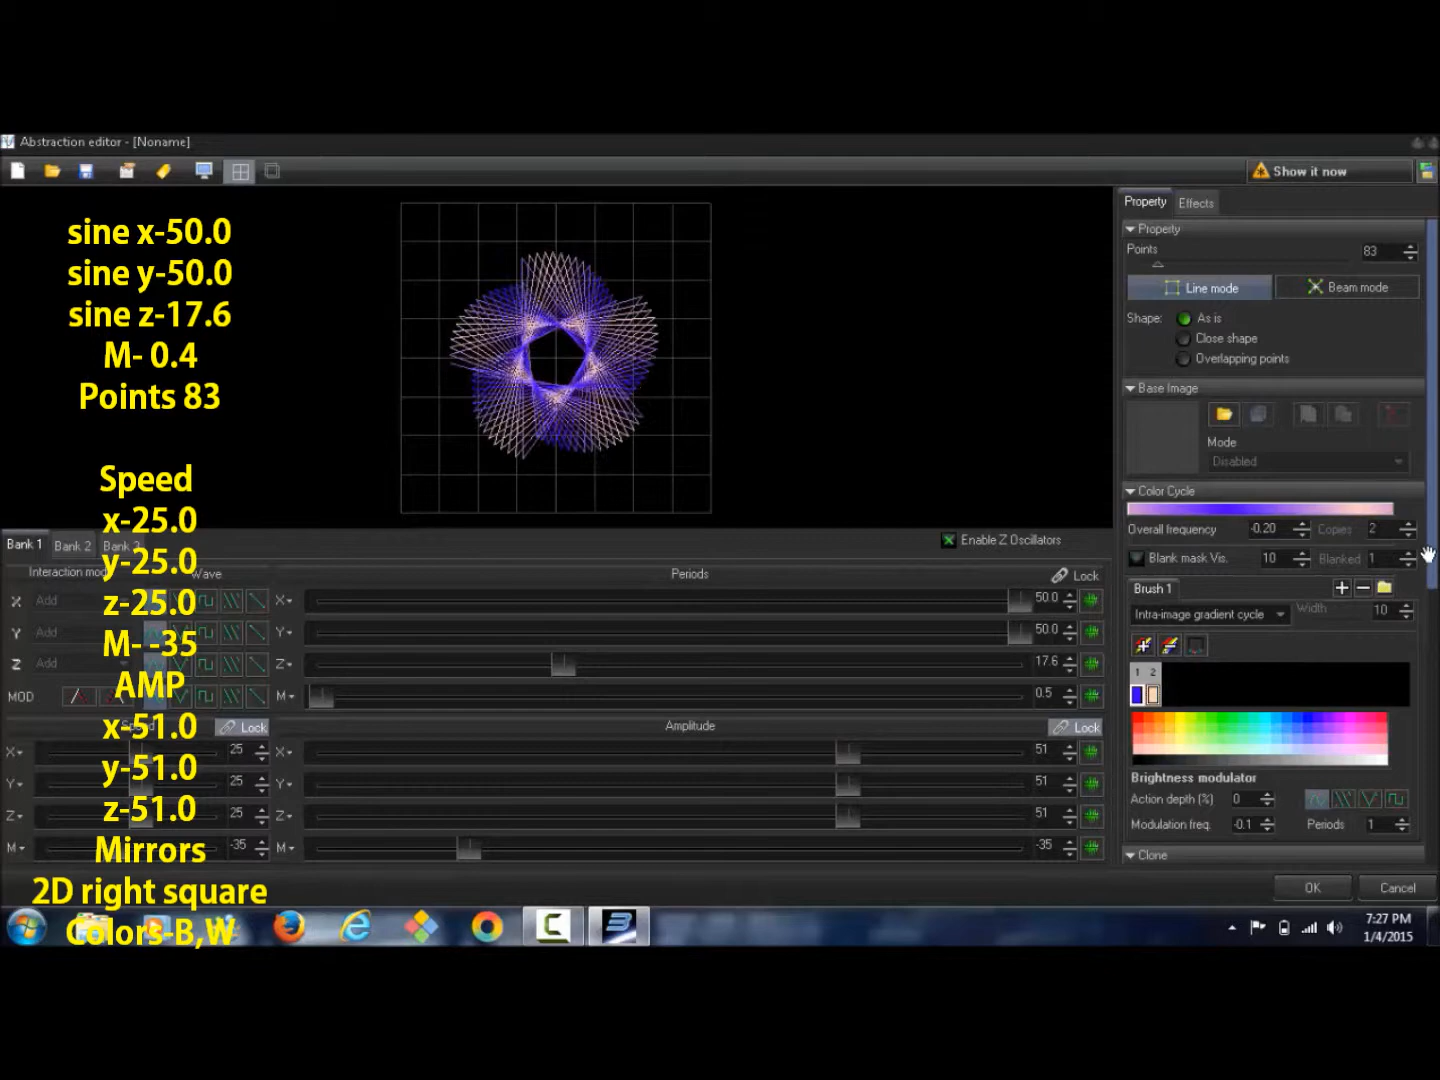 Abstraction editor - [Noname]
Show it now
sine x-50.0
sine y-50.0
sine z-17.6
M- 0.4
Points 83
Speed
x-25.0
y-25.0
z-25.0
M- -35
AMP
x-51.0
y-51.0
z-51.0
Mirrors
2D right square
Colors-B,W
Property Effects
Property
Points 83
Line mode Beam mode
Shape: As is
Close shape
Overlapping points
Base Image
Mode
Disabled
Color Cycle
Overall frequency -0.20 Copies 2
Blank mask Vis. 10 Blanked 1
Brush 1
Intra-image gradient cycle Width 10
1 2
Brightness modulator
Action depth (%) 0
Modulation freq. -0.1 Periods 1
Clone
OK Cancel
Bank 1 Bank 2 Bank 3
Enable Z Oscillators
Interaction mod Wave Periods Lock
X Add X 50.0
Y Add Y 50.0
Z Add Z 17.6
MOD M 0.5
Lock Amplitude Lock
X 25 X 51
Y 25 Y 51
Z 25 Z 51
M -35 M -35
7:27 PM
1/4/2015